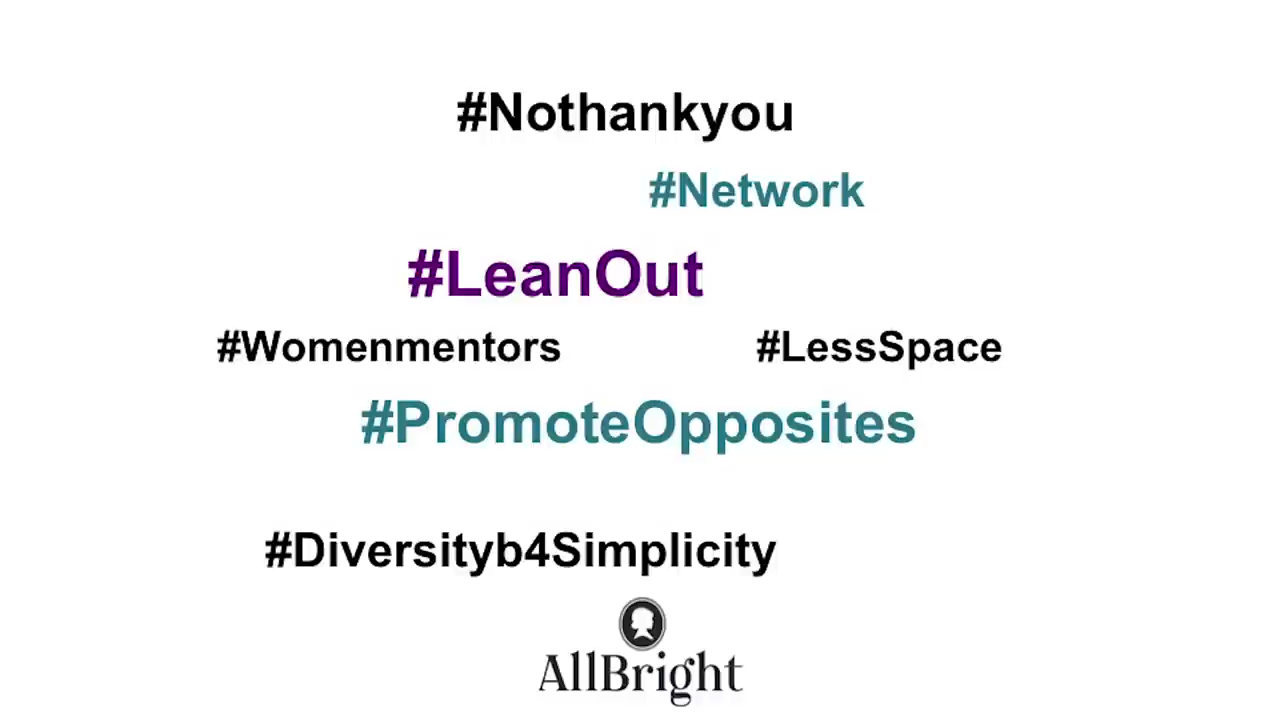 #Nothankyou
#Network
#LeanOut
#Womenmentors #LessSpace
#PromoteOpposites
#Diversityb4Simplicity
AllBright